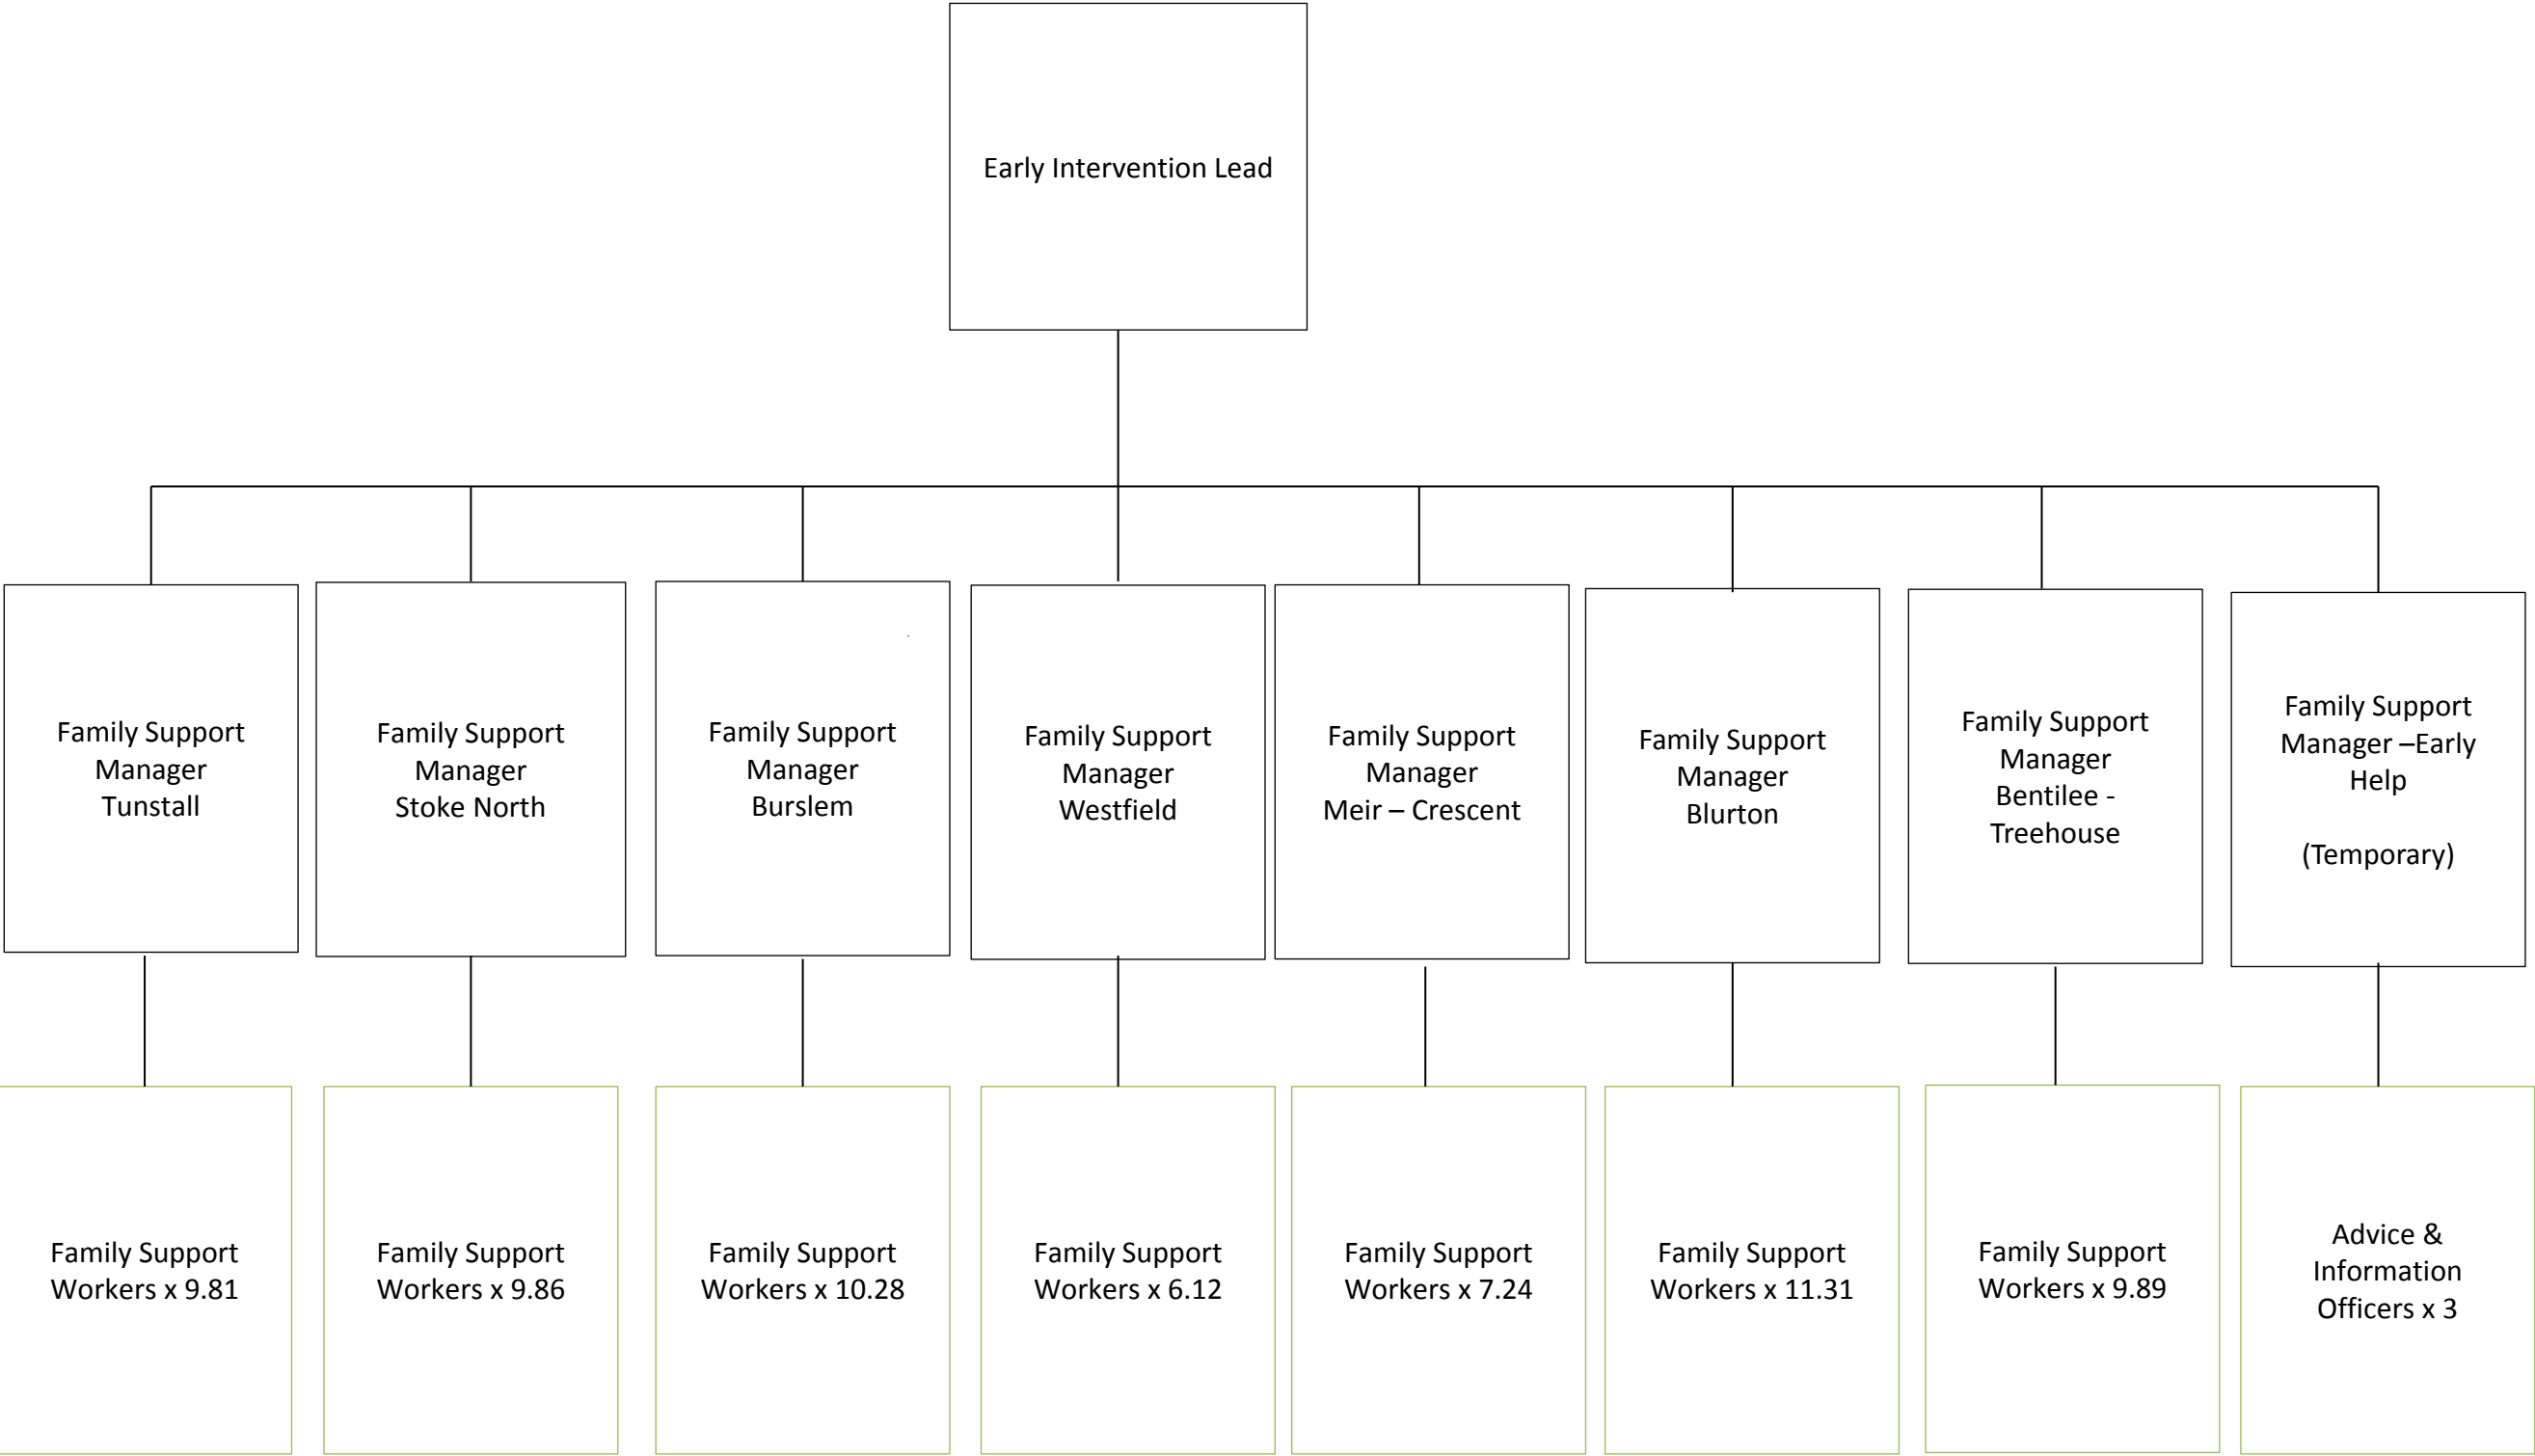 Early Intervention Lead
Family Support
Manager
Tunstall
Family Support
Manager
Stoke North
Family Support
Manager
Burslem
Family Support
Manager
Westfield
Family Support
Manager
Meir – Crescent
Family Support
Manager
Blurton
Family Support
Manager
Bentilee -
Treehouse
Family Support
Manager –Early
Help
(Temporary)
Family Support
Workers x 9.81
Family Support
Workers x 9.86
Family Support
Workers x 10.28
Family Support
Workers x 6.12
Family Support
Workers x 7.24
Family Support
Workers x 11.31
Family Support
Workers x 9.89
Advice &
Information
Officers x 3